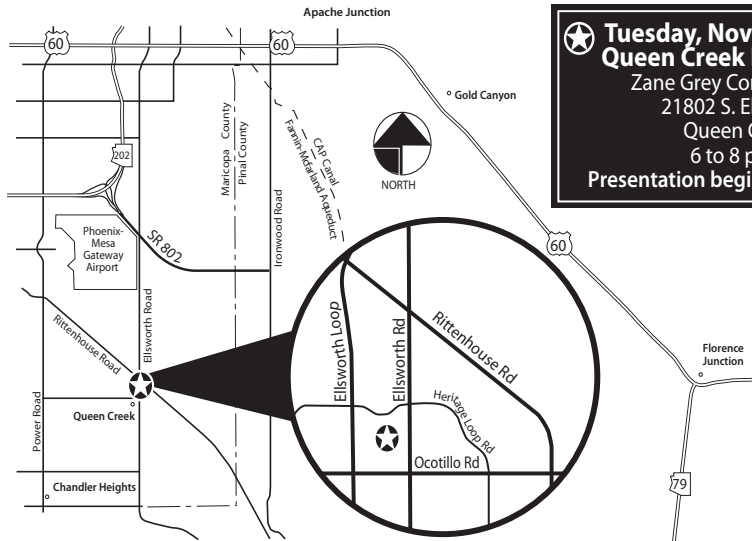 Apache Junction
60
60
Gold Canyon
Maricopa County
Pinal County
CAP Canal
Fannin-Mcfarland Aqueduct
Ironwood Road
202
NORTH
Phoenix-
Mesa
Gateway
Airport
SR 802
Ellsworth Road
Rittenhouse Road
Power Road
Queen Creek
Chandler Heights
Ellsworth Loop
Ellsworth Rd
Rittenhouse Rd
Heritage Loop Rd
Ocotillo Rd
60
Florence
Junction
79
Tuesday, Nov
Queen Creek
Zane Grey Co
21802 S. E
Queen
6 to 8 p
Presentation begi